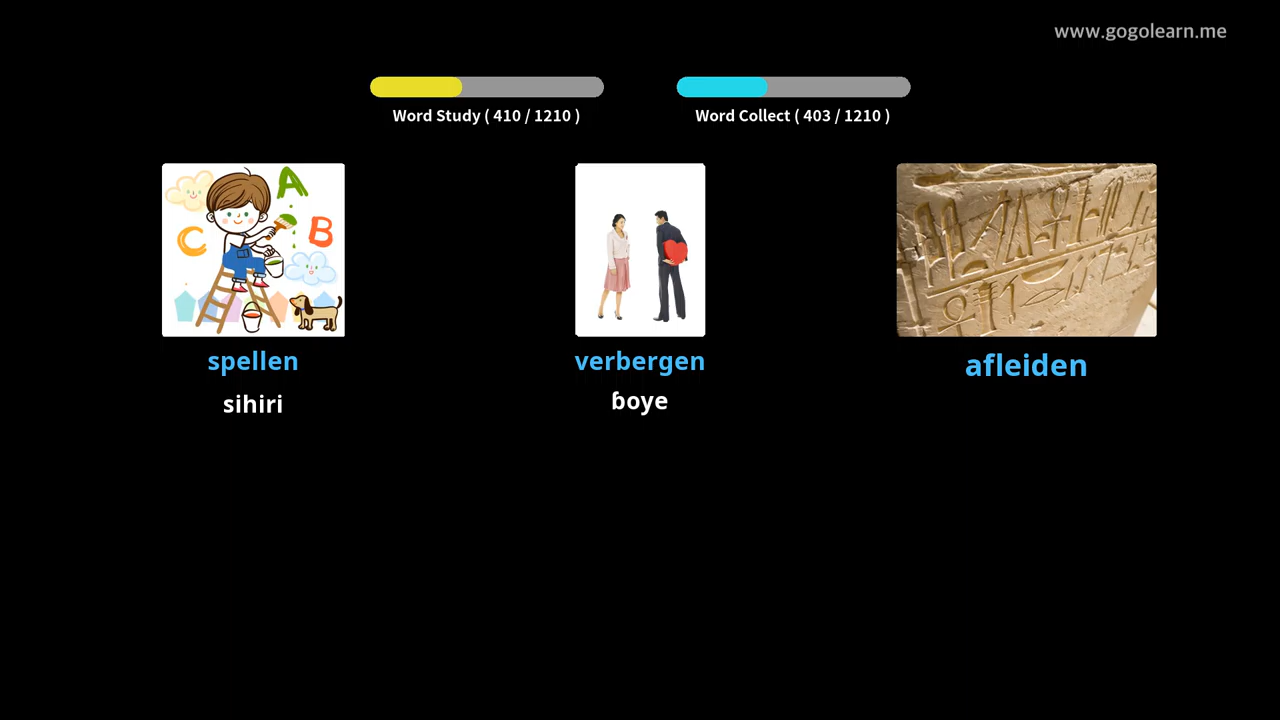 www.gogolearn.me
Word Study ( 410 / 1210 )
Word Collect ( 403 / 1210 )
A
B
C
spellen
verbergen
afleiden
sihiri
ɓoye